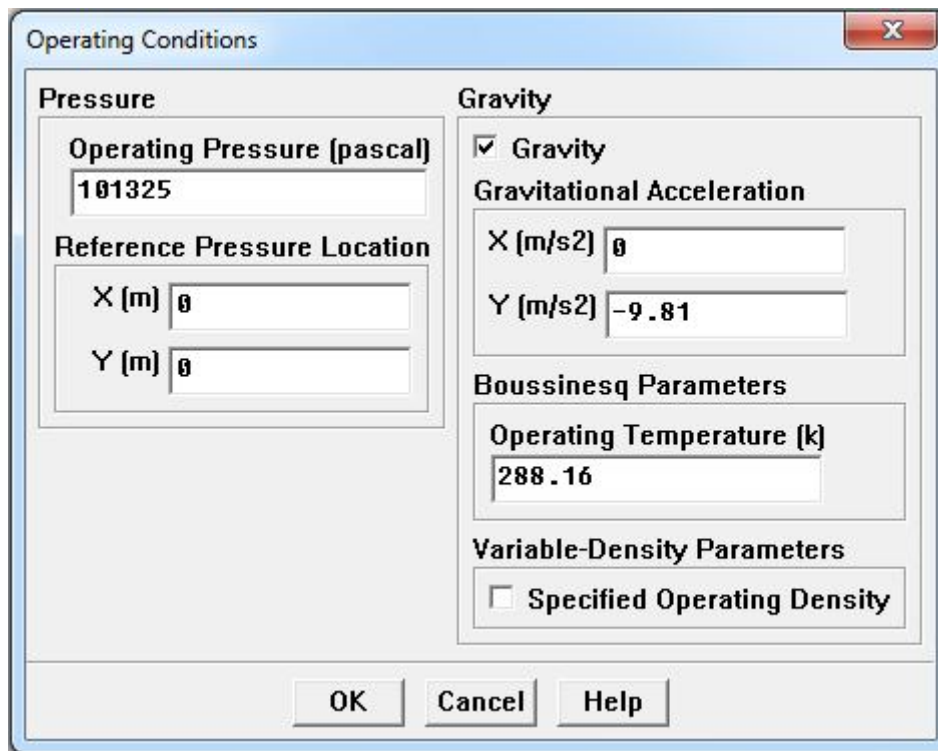 Operating Conditions
Pressure
Operating Pressure (pascal)
101325
Reference Pressure Location
X (m) 0
Y (m) 0
Gravity
Gravity
Gravitational Acceleration
X (m/s2) 0
Y (m/s2) -9.81
Boussinesq Parameters
Operating Temperature (k)
288.16
Variable-Density Parameters
Specified Operating Density
OK Cancel Help